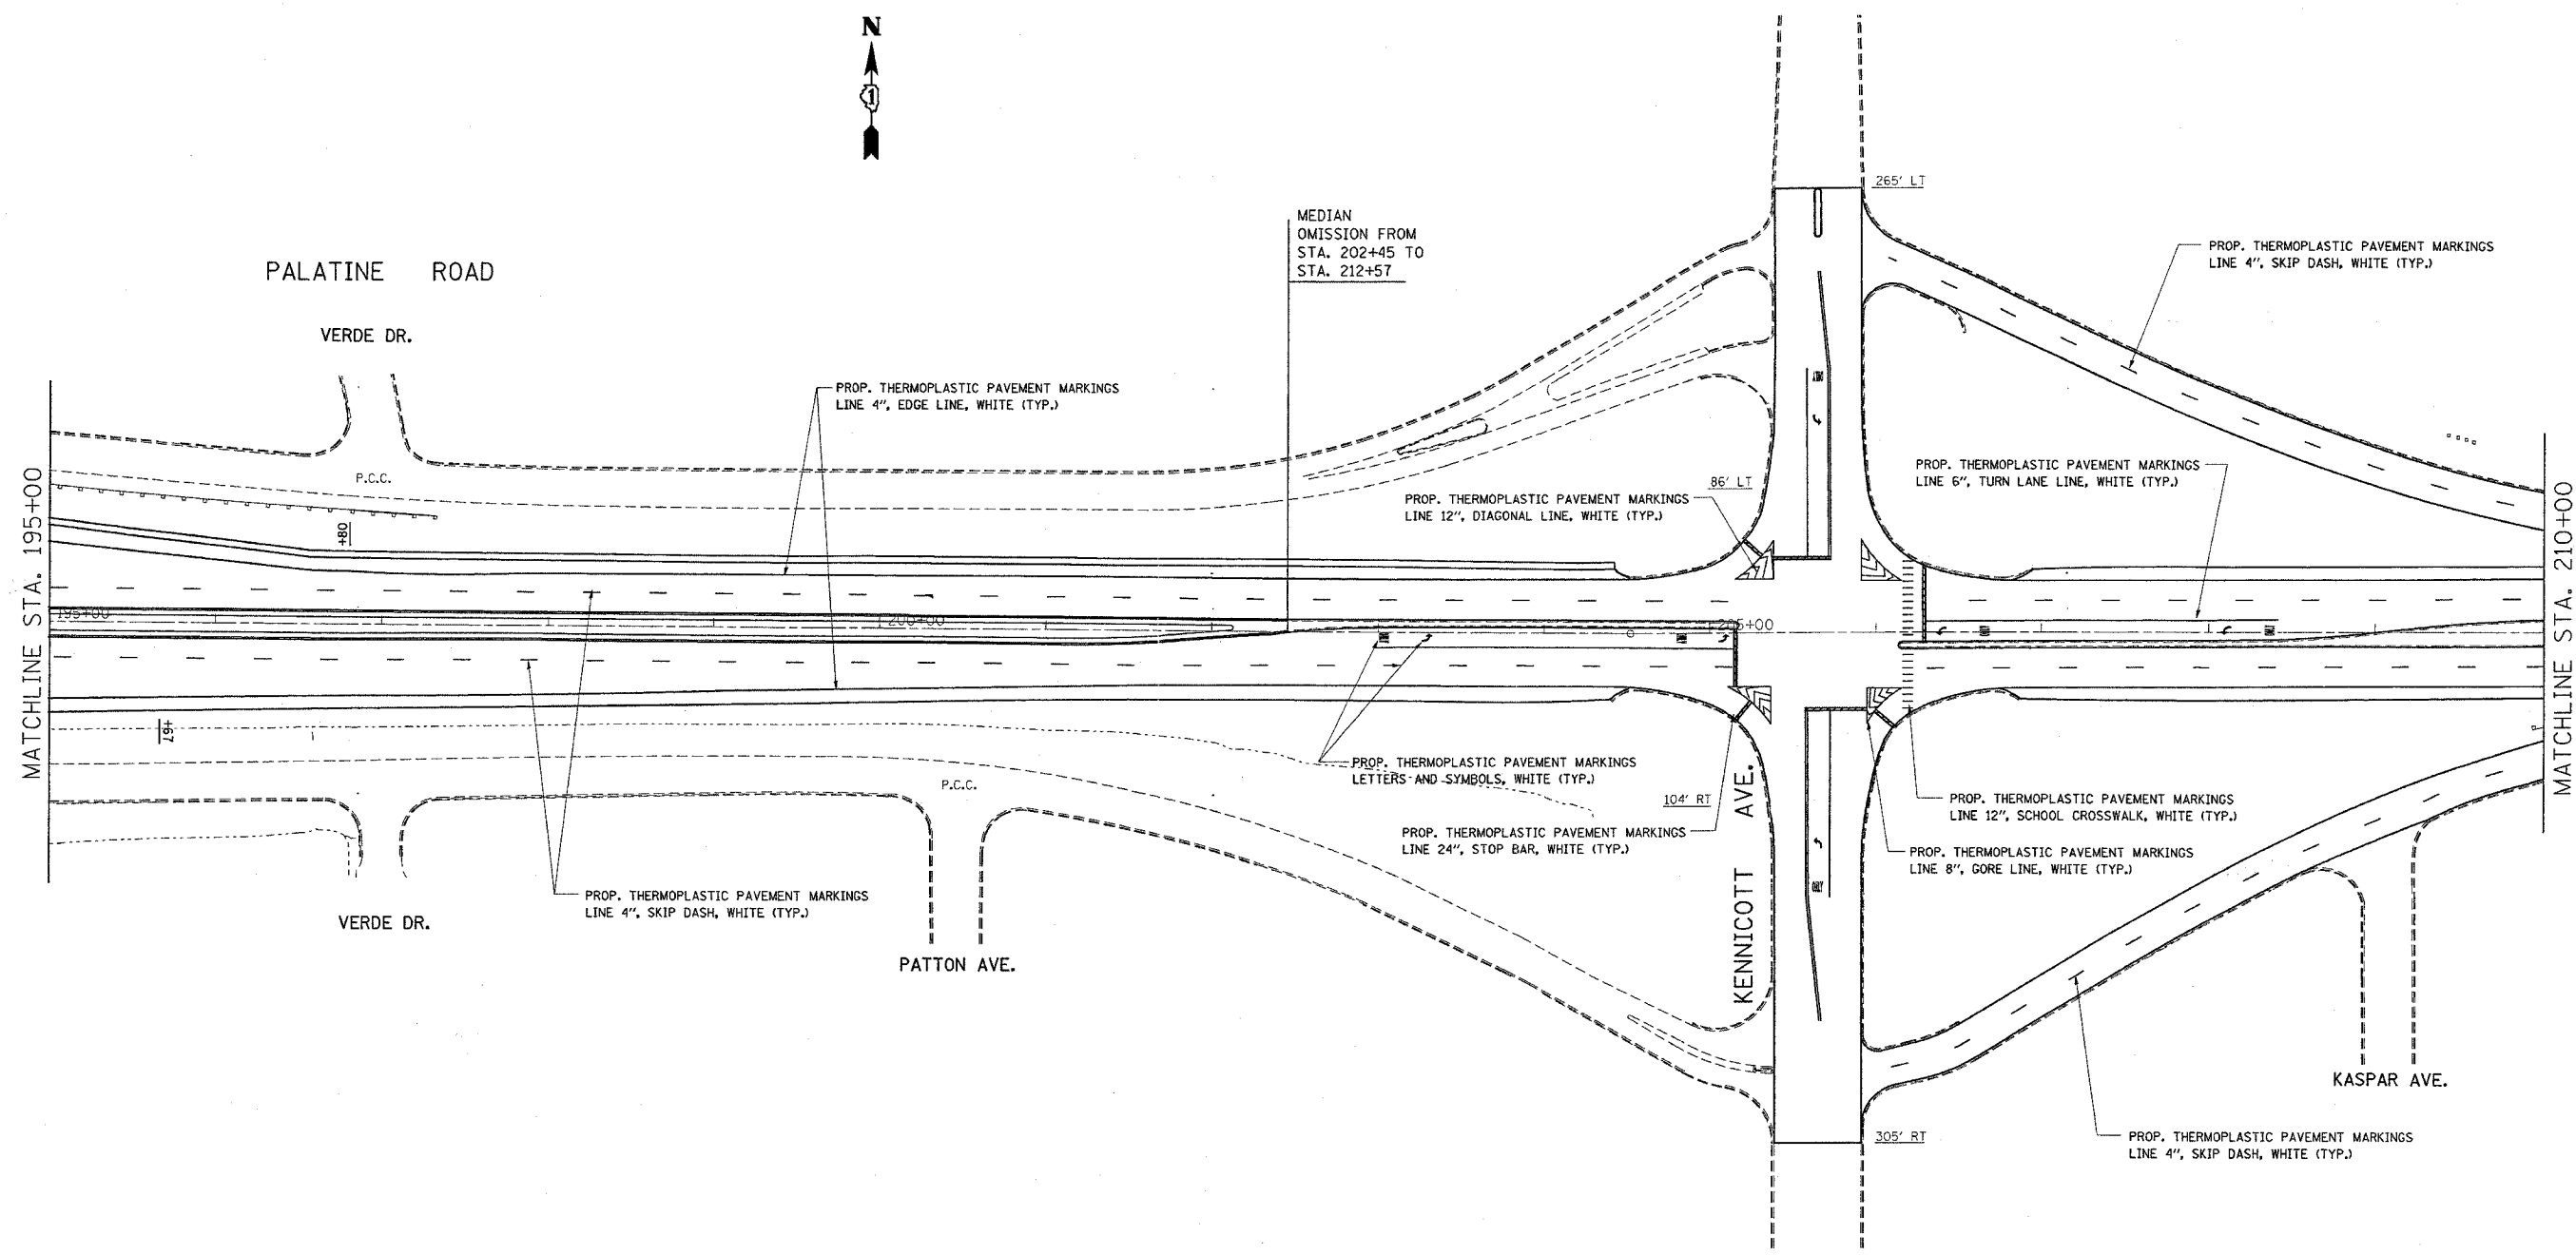 N
1
265' LT
MEDIAN
OMISSION FROM
STA. 202+45 TO
STA. 212+57
PROP. THERMOPLASTIC PAVEMENT MARKINGS
LINE 4", SKIP DASH, WHITE (TYP.)
PALATINE ROAD
VERDE DR.
PROP. THERMOPLASTIC PAVEMENT MARKINGS
LINE 4", EDGE LINE, WHITE (TYP.)
P.C.C.
PROP. THERMOPLASTIC PAVEMENT MARKINGS
LINE 6", TURN LANE LINE, WHITE (TYP.)
86' LT
PROP. THERMOPLASTIC PAVEMENT MARKINGS
LINE 12", DIAGONAL LINE, WHITE (TYP.)
+80
MATCHLINE STA. 195+00
MATCHLINE STA. 210+00
195+00
200+00
205+00
+67
PROP. THERMOPLASTIC PAVEMENT MARKINGS
LETTERS AND SYMBOLS, WHITE (TYP.)
P.C.C.
104' RT
PROP. THERMOPLASTIC PAVEMENT MARKINGS
LINE 12", SCHOOL CROSSWALK, WHITE (TYP.)
PROP. THERMOPLASTIC PAVEMENT MARKINGS
LINE 24", STOP BAR, WHITE (TYP.)
PROP. THERMOPLASTIC PAVEMENT MARKINGS
LINE 8", GORE LINE, WHITE (TYP.)
KENNICOTT AVE.
PROP. THERMOPLASTIC PAVEMENT MARKINGS
LINE 4", SKIP DASH, WHITE (TYP.)
VERDE DR.
PATTON AVE.
KASPAR AVE.
305' RT
PROP. THERMOPLASTIC PAVEMENT MARKINGS
LINE 4", SKIP DASH, WHITE (TYP.)